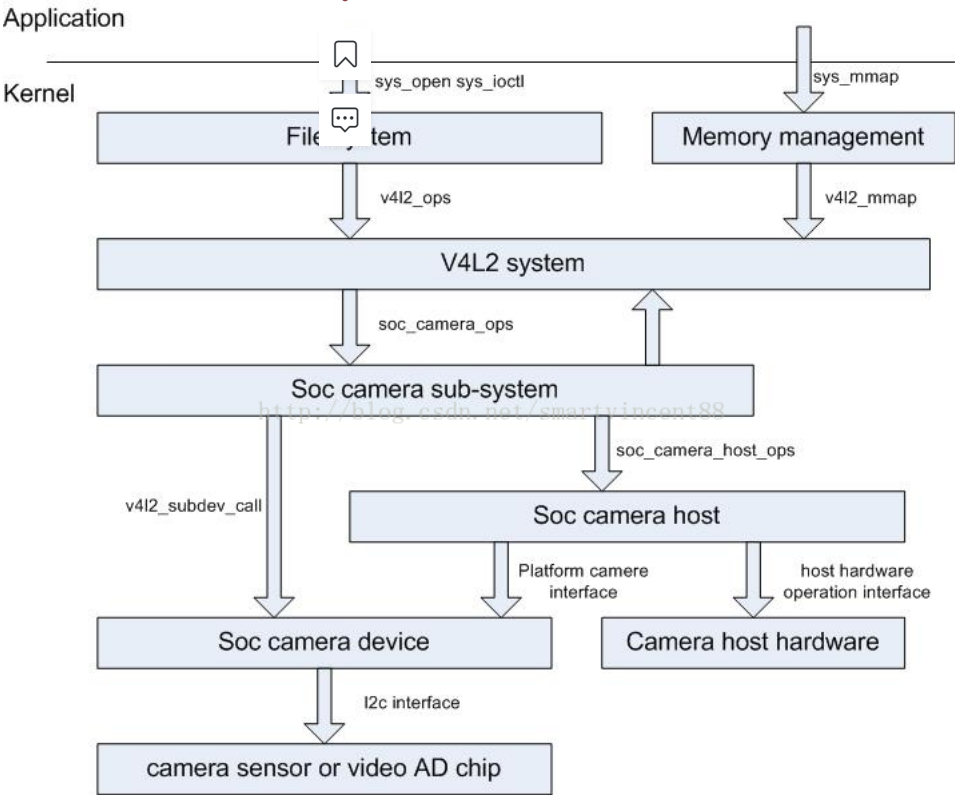 Application
sys_open sys_ioctl
sys_mmap
Kernel
File tem
Memory management
v4l2_ops
v4l2_mmap
V4L2 system
soc_camera_ops
Soc camera sub-system
http://blog.csdn.net/smartvincent88
soc_camera_host_ops
v4l2_subdev_call
Soc camera host
Platform camere
interface
host hardware
operation interface
Soc camera device
Camera host hardware
I2c interface
camera sensor or video AD chip